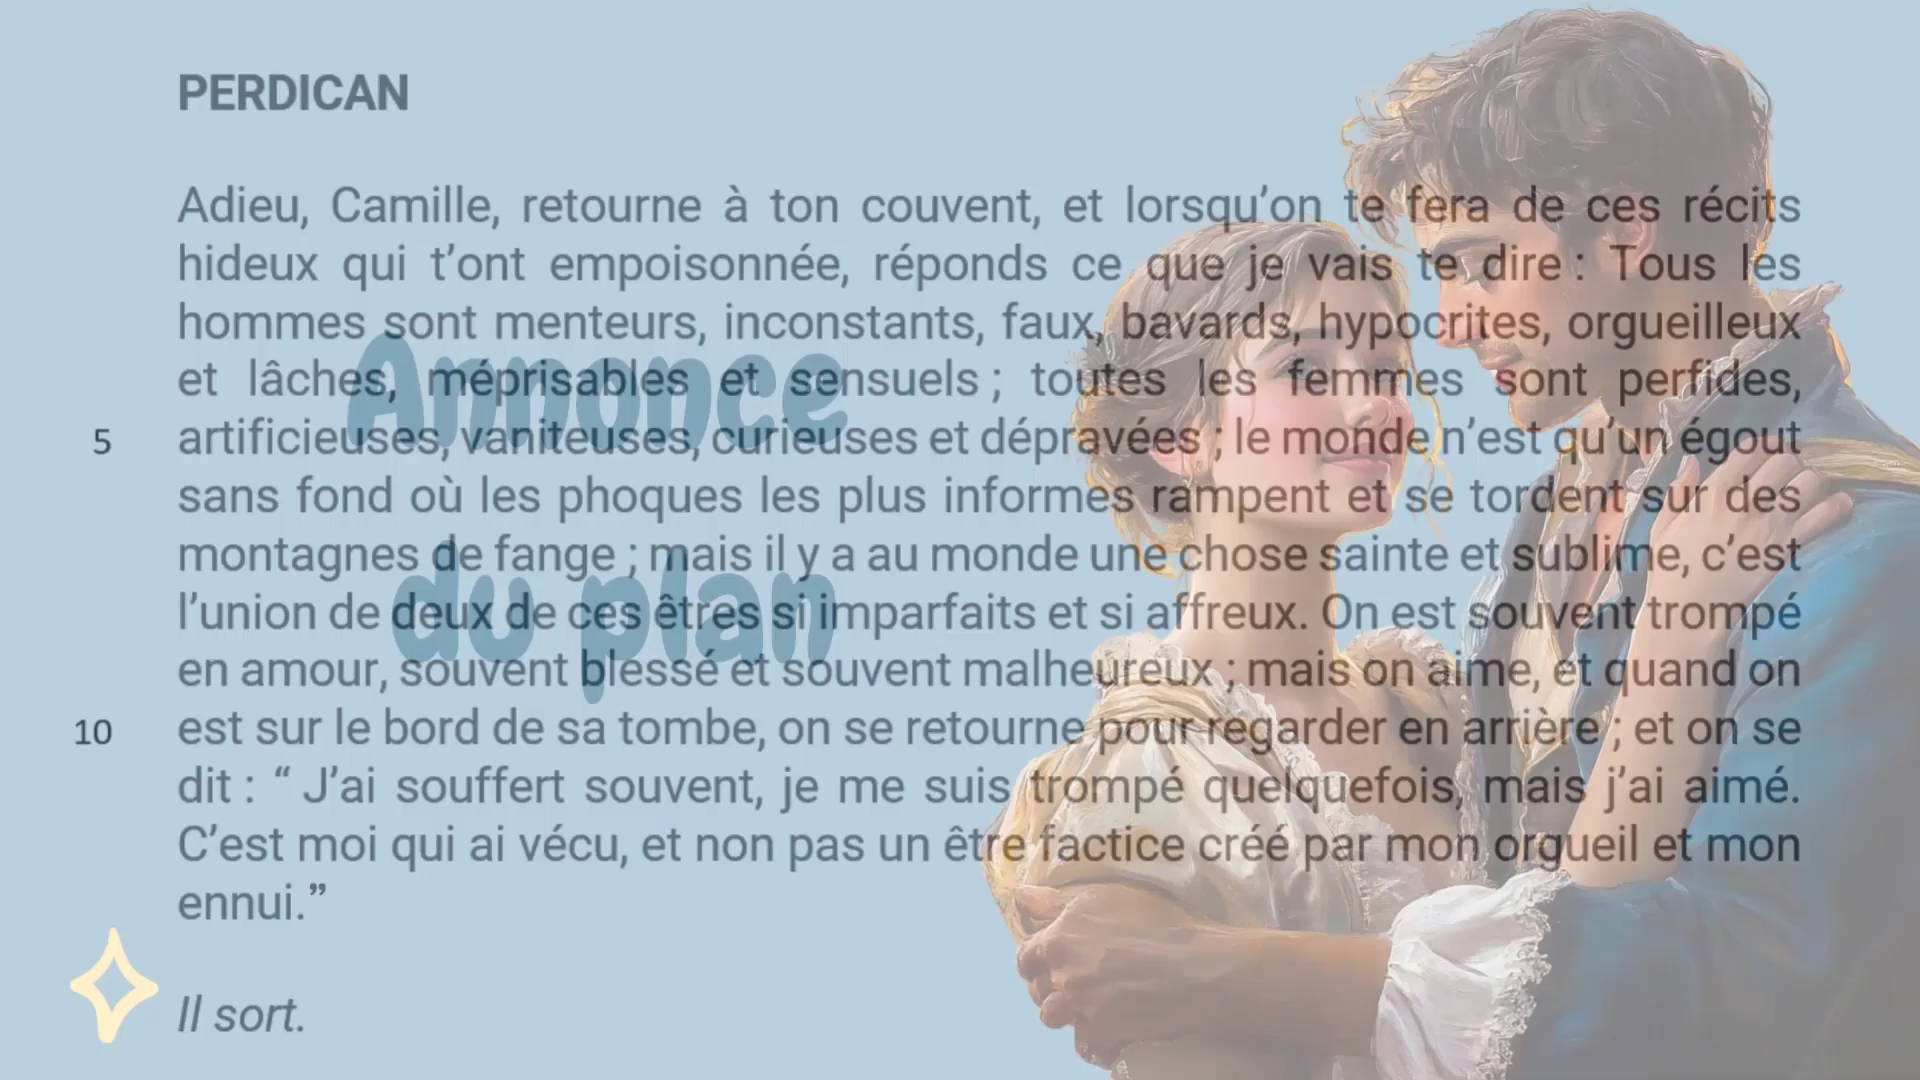 PERDICAN
Adieu, Camille, retourne à ton couvent, et lorsqu’on te fera de ces récits
hideux qui t’ont empoisonnée, réponds ce que je vais te dire : Tous les
hommes sont menteurs, inconstants, faux, bavards, hypocrites, orgueilleux
et lâches, méprisables et sensuels ; toutes les femmes sont perfides,
5 artificieuses, vaniteuses, curieuses et dépravées ; le monde n’est qu’un égout
sans fond où les phoques les plus informes rampent et se tordent sur des
montagnes de fange ; mais il y a au monde une chose sainte et sublime, c’est
l’union de deux de ces êtres si imparfaits et si affreux. On est souvent trompé
en amour, souvent blessé et souvent malheureux ; mais on aime, et quand on
10 est sur le bord de sa tombe, on se retourne pour regarder en arrière ; et on se
dit : “ J’ai souffert souvent, je me suis trompé quelquefois, mais j’ai aimé.
C’est moi qui ai vécu, et non pas un être factice créé par mon orgueil et mon
ennui.”
Il sort.
Annonce
du plan